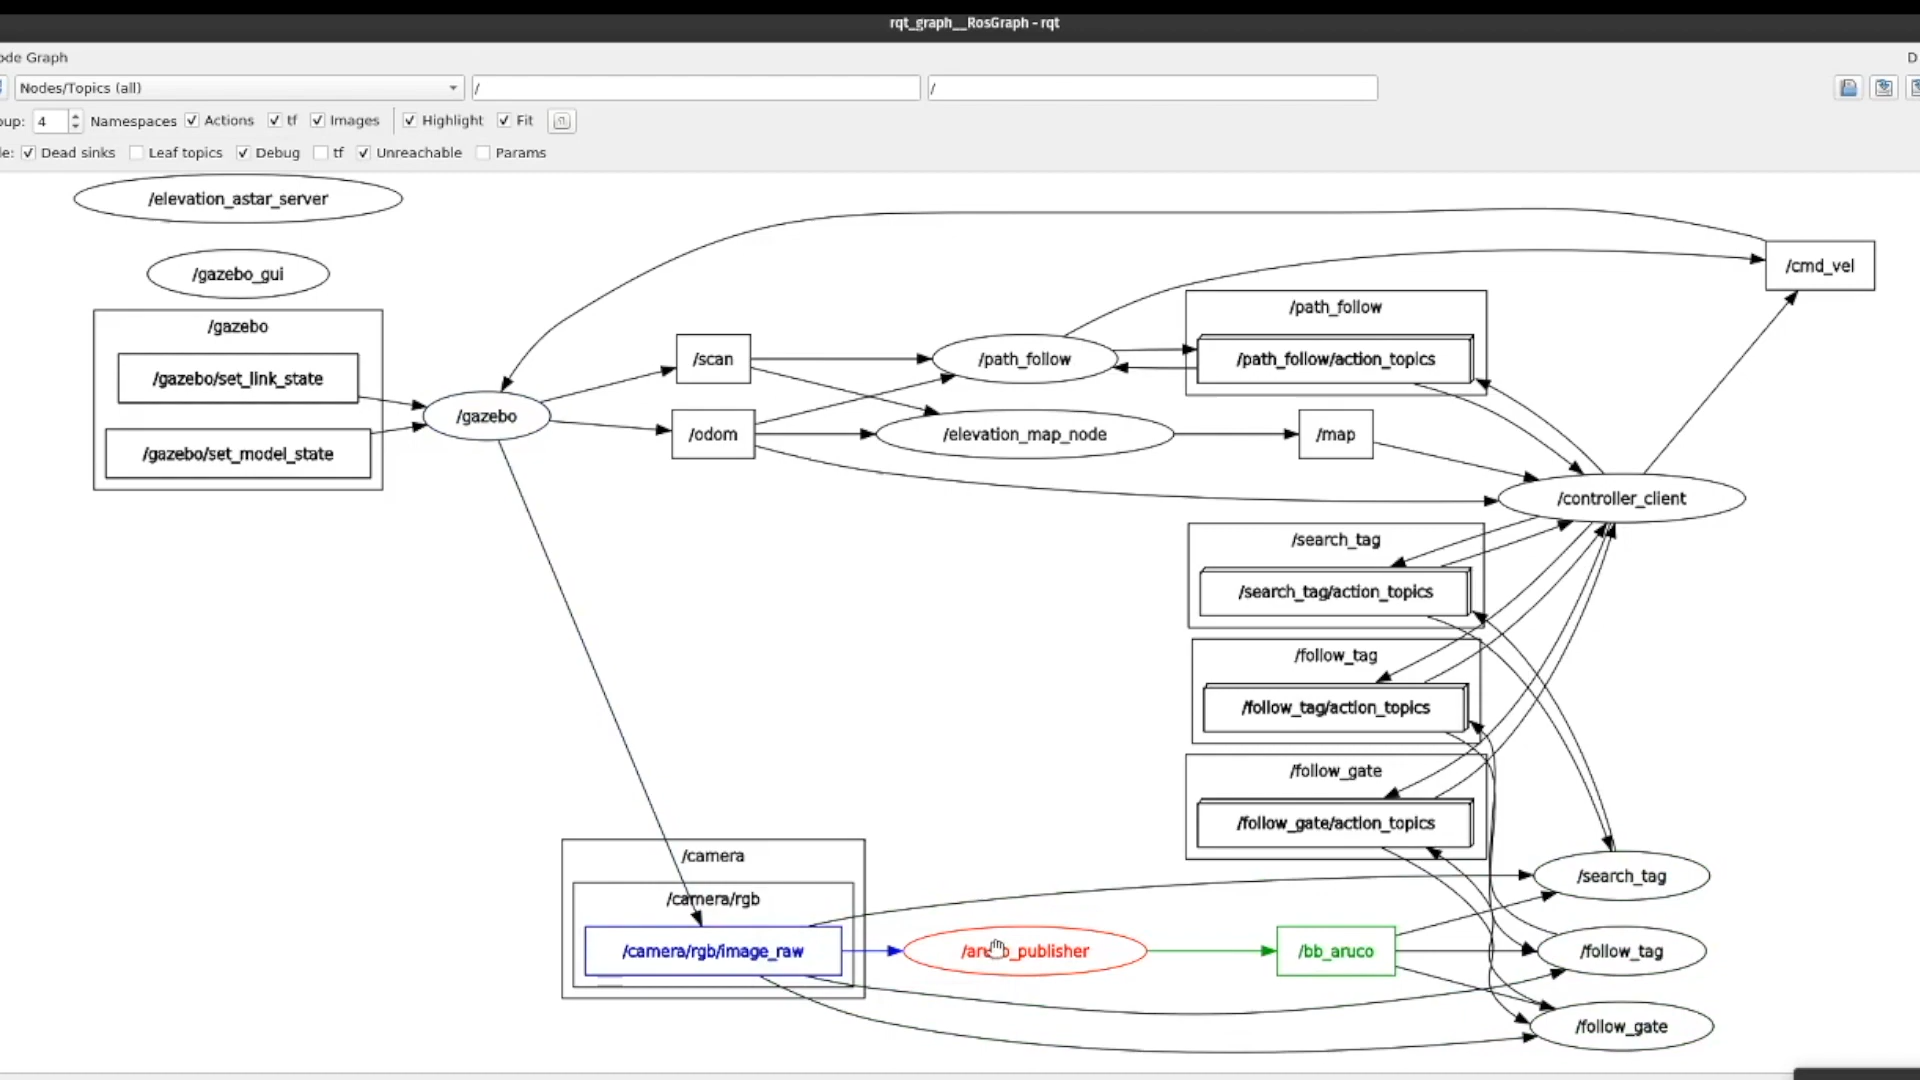 rqt_graph__RosGraph - rqt
ode Graph
D
Nodes/Topics (all)
/
/
oup: 4 Namespaces Actions tf Images Highlight Fit
le: Dead sinks Leaf topics Debug tf Unreachable Params
/elevation_astar_server
/gazebo_gui
/gazebo
/gazebo/set_link_state
/gazebo/set_model_state
/gazebo
/scan
/odom
/path_follow
/elevation_map_node
/path_follow
/path_follow/action_topics
/map
/cmd_vel
/controller_client
/search_tag
/search_tag/action_topics
/follow_tag
/follow_tag/action_topics
/follow_gate
/follow_gate/action_topics
/camera
/camera/rgb
/camera/rgb/image_raw
/bb_aruco
/search_tag
/follow_tag
/follow_gate